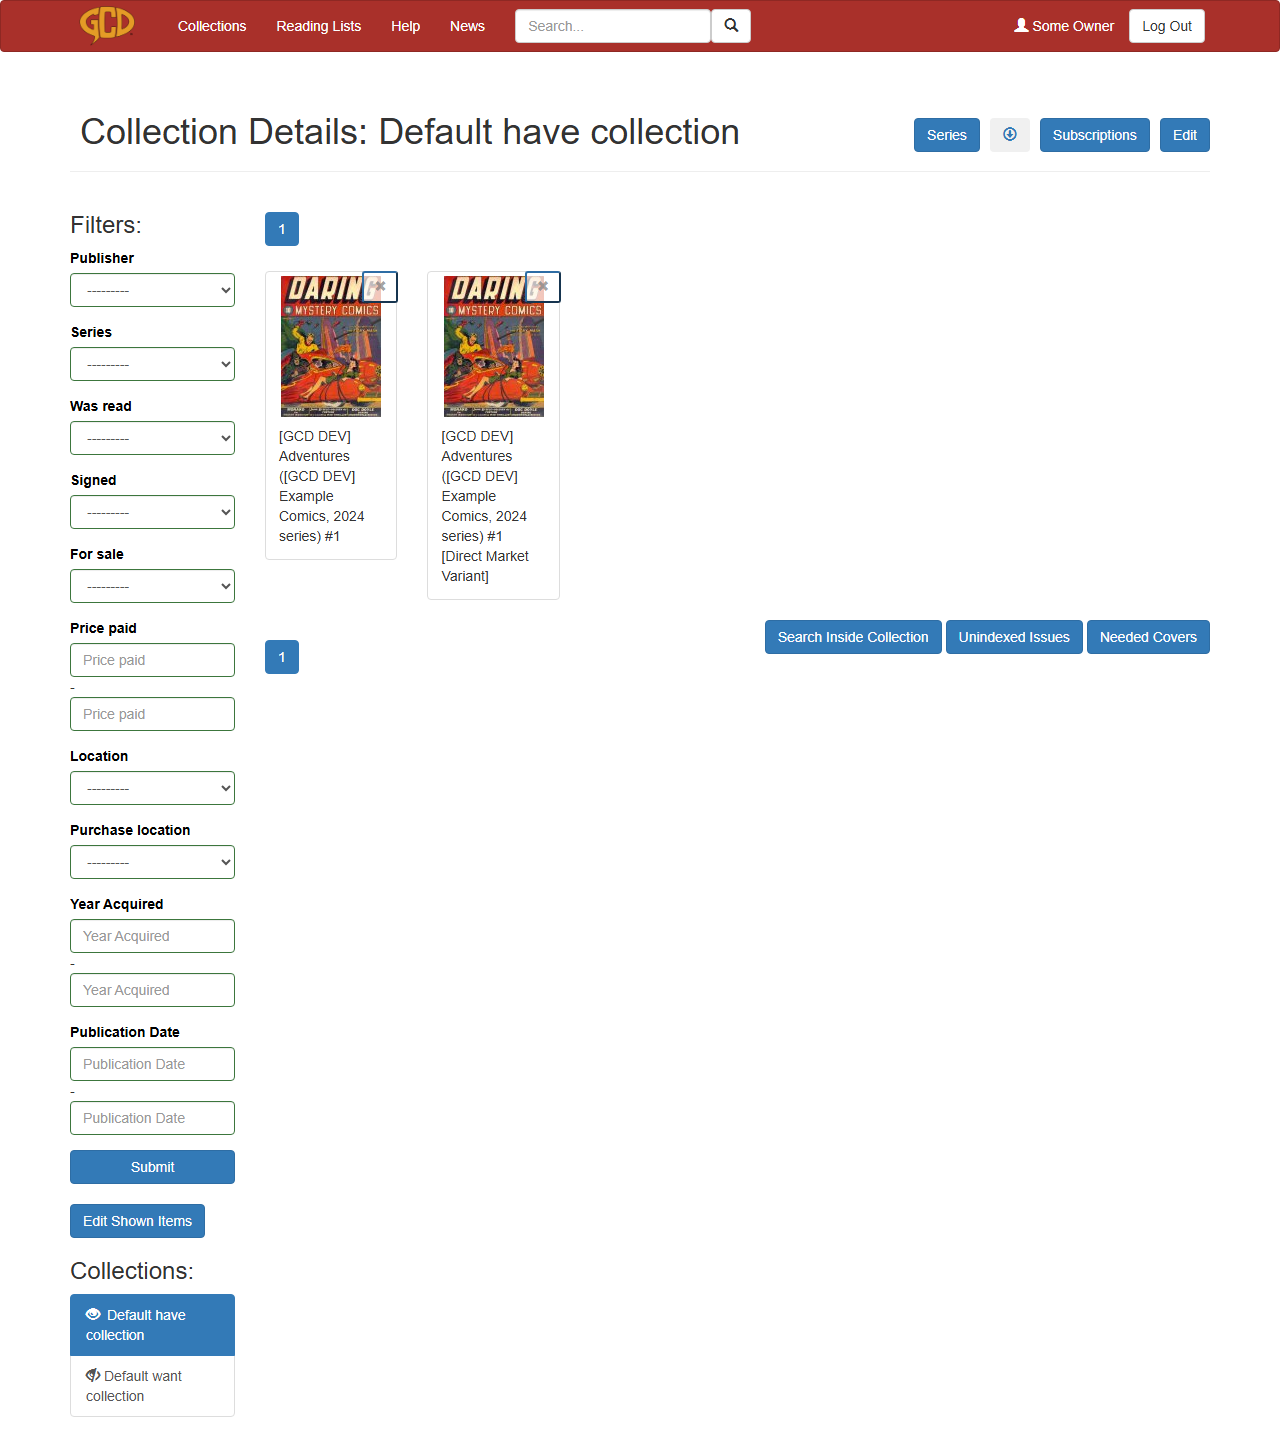 GCD Collections Reading Lists Help News Search... Some Owner Log Out
Collection Details: Default have collection
Series Subscriptions Edit
Filters:
1
Publisher
---------
Series
---------
Was read
---------
Signed
---------
For sale
---------
Price paid
Price paid
-
Price paid
Location
---------
Purchase location
---------
Year Acquired
Year Acquired
-
Year Acquired
Publication Date
Publication Date
-
Publication Date
Submit
Edit Shown Items
Collections:
Default have
collection
Default want
collection
DARING
MYSTERY COMICS
[GCD DEV]
Adventures
([GCD DEV]
Example
Comics, 2024
series) #1
DARING
MYSTERY COMICS
[GCD DEV]
Adventures
([GCD DEV]
Example
Comics, 2024
series) #1
[Direct Market
Variant]
Search Inside Collection Unindexed Issues Needed Covers
1